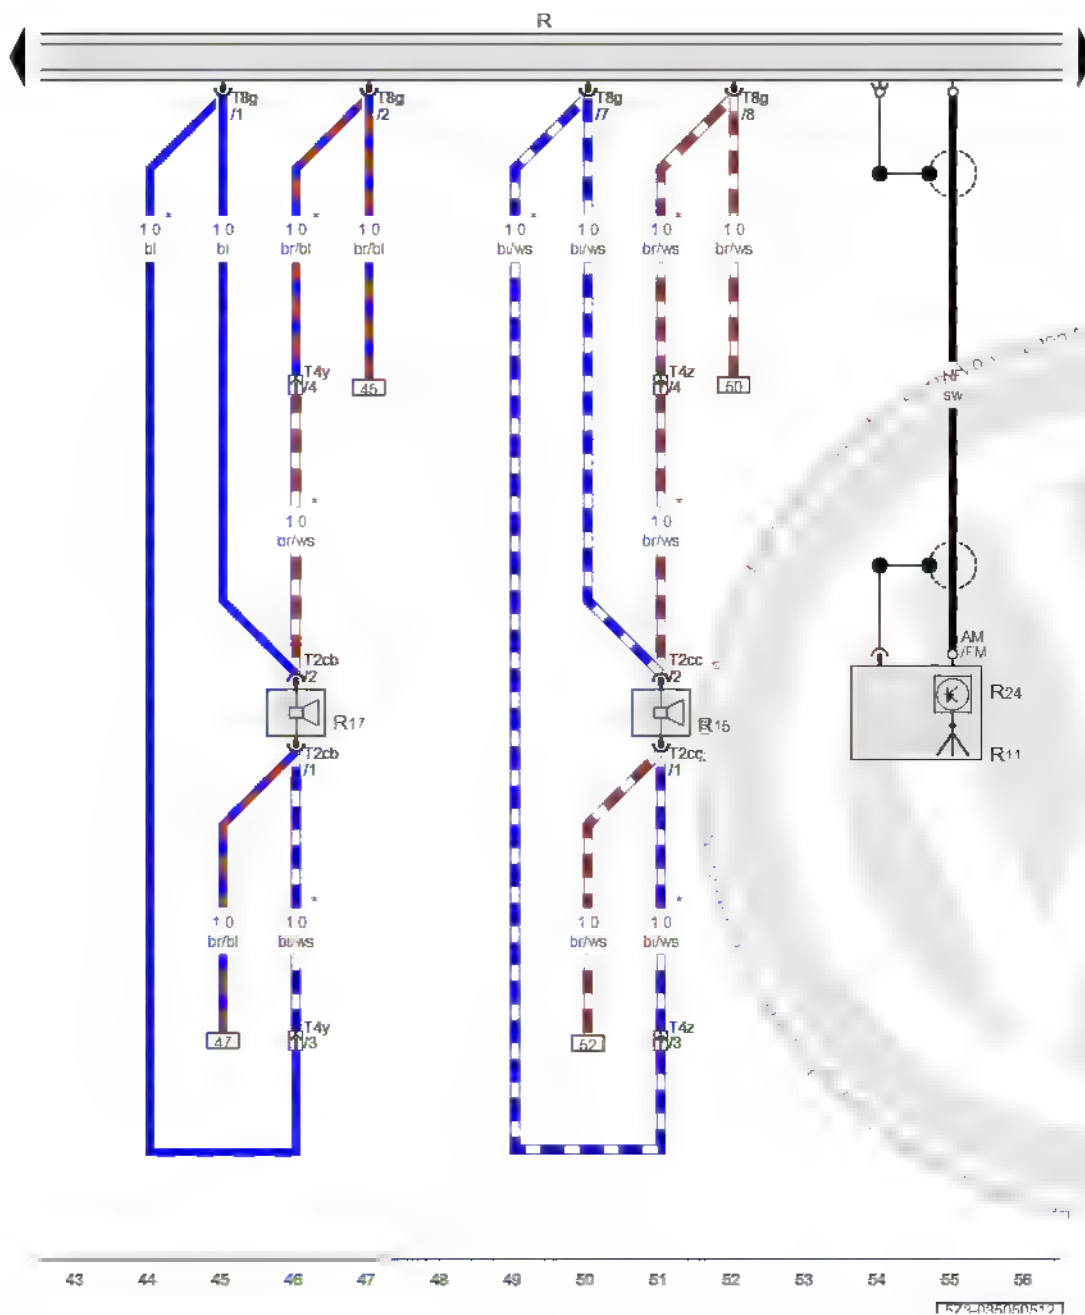 R
T8g T8g T8g T8g
/1 /2 /7 /8
* * * *
1.0 1.0 1.0 1.0 1.0 1.0 1.0 1.0
bl bl br/bl br/bl bl/ws bl/ws br/ws br/ws
T4y T4z
/4 /4
45 50
sw
* *
1.0 1.0
br/ws br/ws
AM
/FM
T2cb T2cc
/2 /2
R24
R17 R15
R11
T2cb T2cc
/1 /1
* *
1.0 1.0 1.0 1.0
br/bl bl/ws br/ws bl/ws
T4y T4z
/3 /3
47 52
43 44 45 46 47 48 49 50 51 52 53 54 55 56